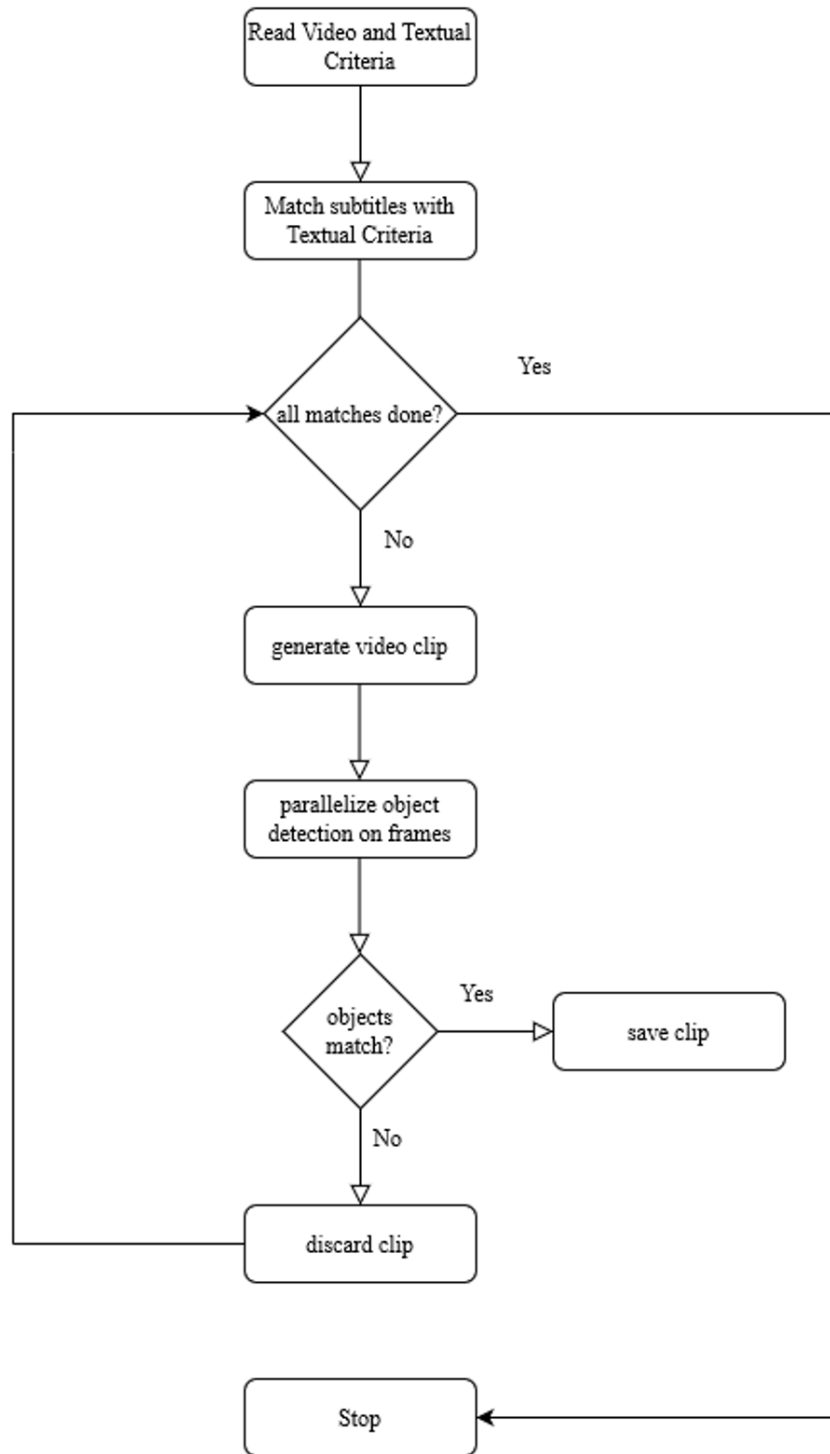 Read Video and Textual
Criteria
Match subtitles with
Textual Criteria
Yes
all matches done?
No
generate video clip
parallelize object
detection on frames
Yes
objects
match?
save clip
No
discard clip
Stop